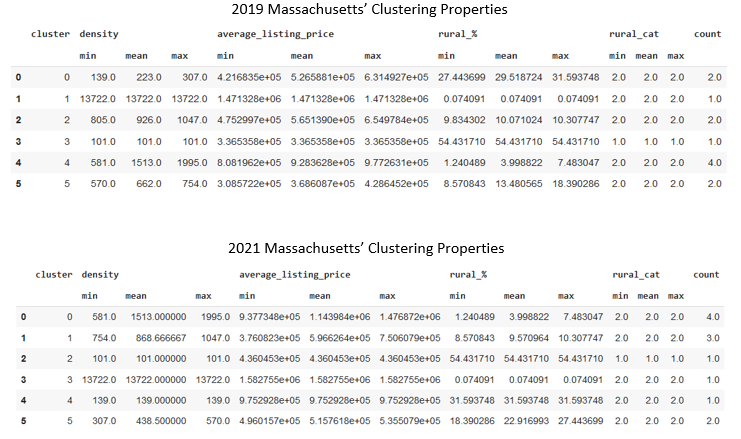 2019 Massachusetts’ Clustering Properties
cluster density average_listing_price rural_% rural_cat count
min mean max min mean max min mean max min mean max
0 0 139.0 223.0 307.0 4.216835e+05 5.265881e+05 6.314927e+05 27.443699 29.518724 31.593748 2.0 2.0 2.0 2.0
1 1 13722.0 13722.0 13722.0 1.471328e+06 1.471328e+06 1.471328e+06 0.074091 0.074091 0.074091 2.0 2.0 2.0 1.0
2 2 805.0 926.0 1047.0 4.752997e+05 5.651390e+05 6.549784e+05 9.834302 10.071024 10.307747 2.0 2.0 2.0 2.0
3 3 101.0 101.0 101.0 3.365358e+05 3.365358e+05 3.365358e+05 54.431710 54.431710 54.431710 1.0 1.0 1.0 1.0
4 4 581.0 1513.0 1995.0 8.081962e+05 9.283628e+05 9.772631e+05 1.240489 3.998822 7.483047 2.0 2.0 2.0 4.0
5 5 570.0 662.0 754.0 3.085722e+05 3.686087e+05 4.286452e+05 8.570843 13.480565 18.390286 2.0 2.0 2.0 2.0
2021 Massachusetts’ Clustering Properties
cluster density average_listing_price rural_% rural_cat count
min mean max min mean max min mean max min mean max
0 0 581.0 1513.000000 1995.0 9.377348e+05 1.143984e+06 1.476872e+06 1.240489 3.998822 7.483047 2.0 2.0 2.0 4.0
1 1 754.0 868.666667 1047.0 3.760823e+05 5.966264e+05 7.506079e+05 8.570843 9.570964 10.307747 2.0 2.0 2.0 3.0
2 2 101.0 101.000000 101.0 4.360453e+05 4.360453e+05 4.360453e+05 54.431710 54.431710 54.431710 1.0 1.0 1.0 1.0
3 3 13722.0 13722.000000 13722.0 1.582755e+06 1.582755e+06 1.582755e+06 0.074091 0.074091 0.074091 2.0 2.0 2.0 1.0
4 4 139.0 139.000000 139.0 9.752928e+05 9.752928e+05 9.752928e+05 31.593748 31.593748 31.593748 2.0 2.0 2.0 1.0
5 5 307.0 438.500000 570.0 4.960157e+05 5.157618e+05 5.355079e+05 18.390286 22.916993 27.443699 2.0 2.0 2.0 2.0